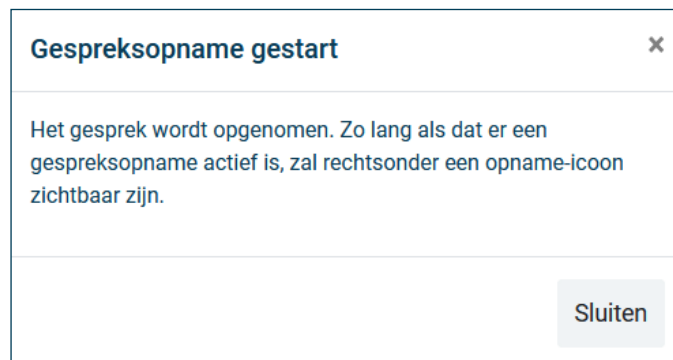 Gespreksopname gestart ×
Het gesprek wordt opgenomen. Zo lang als dat er een
gespreksopname actief is, zal rechtsonder een opname-icoon
zichtbaar zijn.
Sluiten